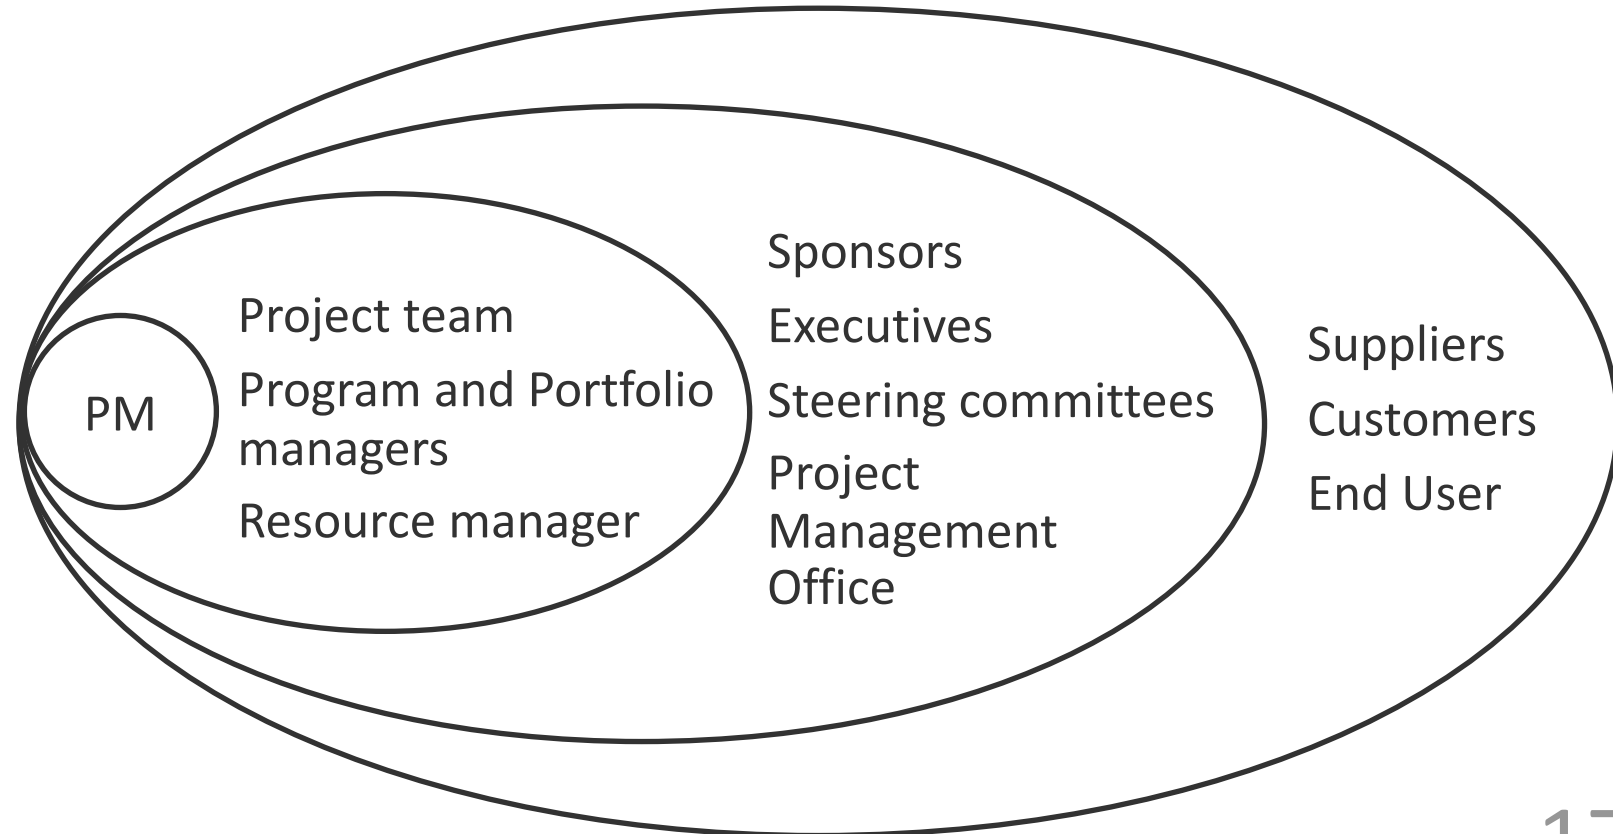 PM
Project team
Program and Portfolio
managers
Resource manager
Sponsors
Executives
Steering committees
Project
Management
Office
Suppliers
Customers
End User